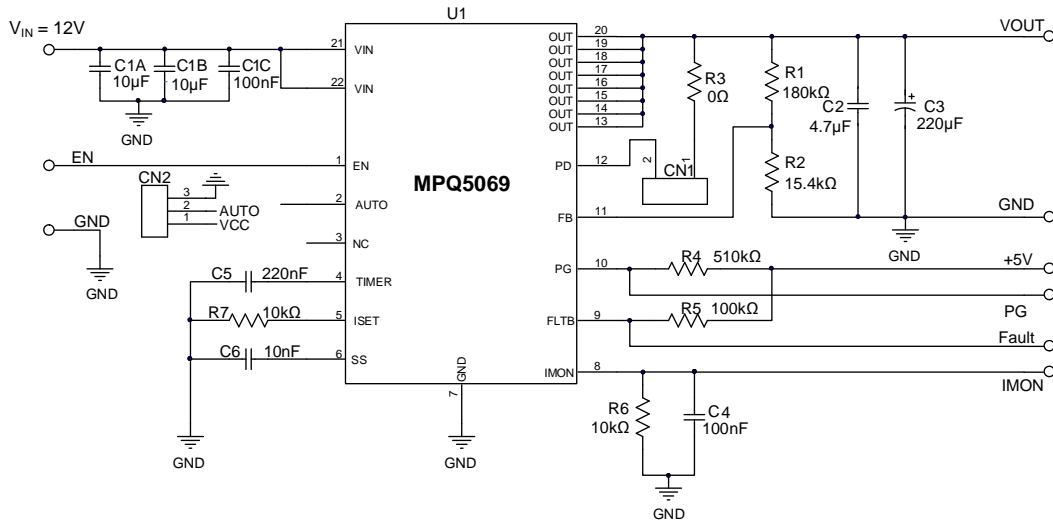 U1
V_IN = 12V
C1A
10µF
C1B
10µF
C1C
100nF
GND
21
VIN
22
VIN
EN
1
EN
CN2
3
2
1
AUTO
VCC
GND
GND
2
AUTO
3
NC
C5
220nF
4
TIMER
R7
10kΩ
5
ISET
C6
10nF
6
SS
GND
MPQ5069
GND
7
GND
OUT
20
OUT
19
OUT
18
OUT
17
OUT
16
OUT
15
OUT
14
OUT
13
PD
12
2
1
CN1
R3
0Ω
R1
180kΩ
R2
15.4kΩ
C2
4.7µF
+
C3
220µF
VOUT
FB
11
GND
GND
PG
10
R4
510kΩ
+5V
PG
FLTB
9
R5
100kΩ
Fault
IMON
8
IMON
R6
10kΩ
C4
100nF
GND